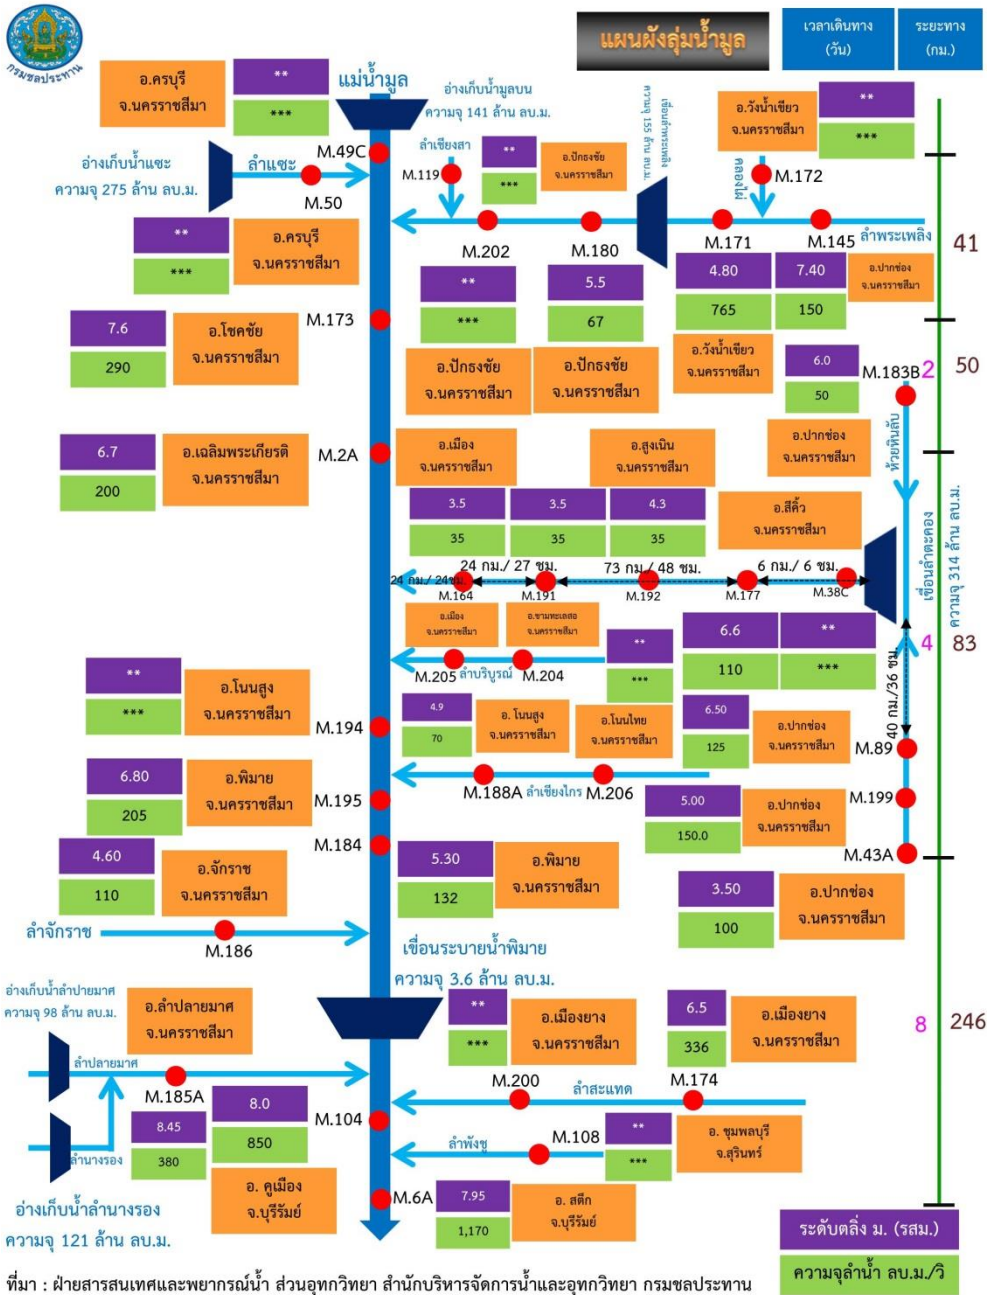 กรมชลประทาน
แผนผังลุ่มน้ำมูล
เวลาเดินทาง
(วัน)
ระยะทาง
(กม.)
อ.ครบุรี
จ.นครราชสีมา
**
***
แม่น้ำมูล
อ่างเก็บน้ำมูลบน
ความจุ 141 ล้าน ลบ.ม.
เขื่อนลำพระเพลิง
ความจุ 155 ล้าน ลบ.ม.
อ.วังน้ำเขียว
จ.นครราชสีมา
**
***
อ่างเก็บน้ำแซะ
ความจุ 275 ล้าน ลบ.ม.
ลำแซะ
M.49C
M.50
ลำเชียงสา
M.119
**
***
อ.ปักธงชัย
จ.นครราชสีมา
คลองไผ่
M.172
**
***
อ.ครบุรี
จ.นครราชสีมา
M.202
M.180
M.171
M.145
ลำพระเพลิง
41
**
***
5.5
67
4.80
765
7.40
150
อ.ปากช่อง
จ.นครราชสีมา
7.6
290
อ.โชคชัย
จ.นครราชสีมา
M.173
อ.ปักธงชัย
จ.นครราชสีมา
อ.ปักธงชัย
จ.นครราชสีมา
อ.วังน้ำเขียว
จ.นครราชสีมา
6.0
50
M.183B
2
50
6.7
200
อ.เฉลิมพระเกียรติ
จ.นครราชสีมา
M.2A
อ.เมือง
จ.นครราชสีมา
อ.สูงเนิน
จ.นครราชสีมา
อ.ปากช่อง
จ.นครราชสีมา
ห้วยหินลับ
3.5
35
3.5
35
4.3
35
อ.สีคิ้ว
จ.นครราชสีมา
เขื่อนลำตะคอง
ความจุ 314 ล้าน ลบ.ม.
24 กม./ 24ชม.
24 กม./ 27 ชม.
73 กม./ 48 ชม.
6 กม./ 6 ชม.
M.164
M.191
M.192
M.177
M.38C
อ.เมือง
จ.นครราชสีมา
อ.ขามทะเลสอ
จ.นครราชสีมา
**
***
6.6
110
**
***
40 กม./36 ชม.
4
83
M.205
ลำบริบูรณ์
M.204
**
***
อ.โนนสูง
จ.นครราชสีมา
M.194
4.9
70
อ. โนนสูง
จ.นครราชสีมา
อ.โนนไทย
จ.นครราชสีมา
6.50
125
อ.ปากช่อง
จ.นครราชสีมา
M.89
6.80
205
อ.พิมาย
จ.นครราชสีมา
M.195
M.188A
ลำเชียงไกร
M.206
5.00
150.0
อ.ปากช่อง
จ.นครราชสีมา
M.199
M.43A
4.60
110
อ.จักราช
จ.นครราชสีมา
M.184
5.30
132
อ.พิมาย
จ.นครราชสีมา
3.50
100
อ.ปากช่อง
จ.นครราชสีมา
ลำจักราช
M.186
เขื่อนระบายน้ำพิมาย
ความจุ 3.6 ล้าน ลบ.ม.
อ่างเก็บน้ำลำปายมาศ
ความจุ 98 ล้าน ลบ.ม.
อ.ลำปลายมาศ
จ.นครราชสีมา
**
***
อ.เมืองยาง
จ.นครราชสีมา
6.5
336
อ.เมืองยาง
จ.นครราชสีมา
8
246
ลำปลายมาศ
M.185A
M.200
ลำสะแทด
M.174
8.45
380
8.0
850
M.104
ลำพังชู
M.108
**
***
อ. ชุมพลบุรี
จ.สุรินทร์
ลำนางรอง
อ. คูเมือง
จ.บุรีรัมย์
M.6A
7.95
1,170
อ. สตึก
จ.บุรีรัมย์
อ่างเก็บน้ำลำนางรอง
ความจุ 121 ล้าน ลบ.ม.
ระดับตลิ่ง ม. (รสม.)
ความจุลำน้ำ ลบ.ม./วิ
ที่มา : ฝ่ายสารสนเทศและพยากรณ์น้ำ ส่วนอุทกวิทยา สำนักบริหารจัดการน้ำและอุทกวิทยา กรมชลประทาน